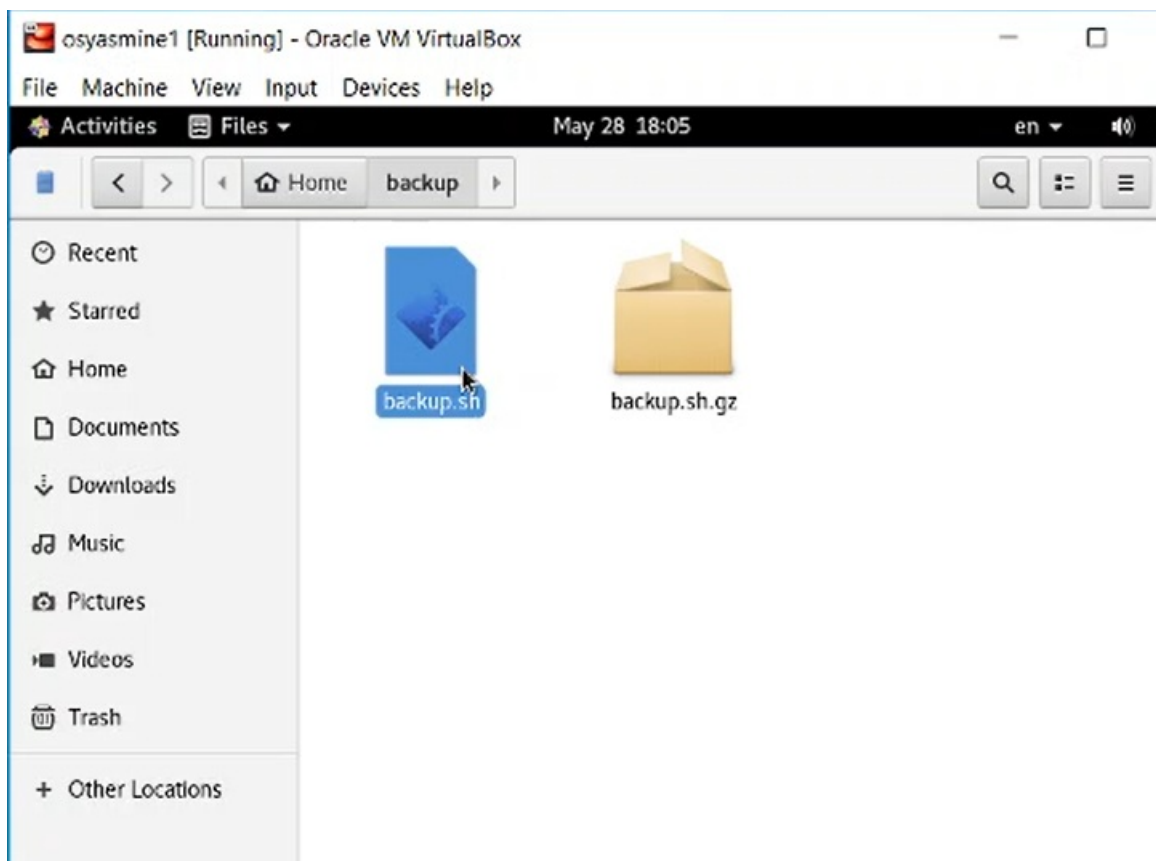 osyasmine1 [Running] - Oracle VM VirtualBox
File Machine View Input Devices Help
Activities Files May 28 18:05 en
Home backup
Recent
Starred
Home
Documents
Downloads
Music
Pictures
Videos
Trash
+ Other Locations
backup.sh backup.sh.gz